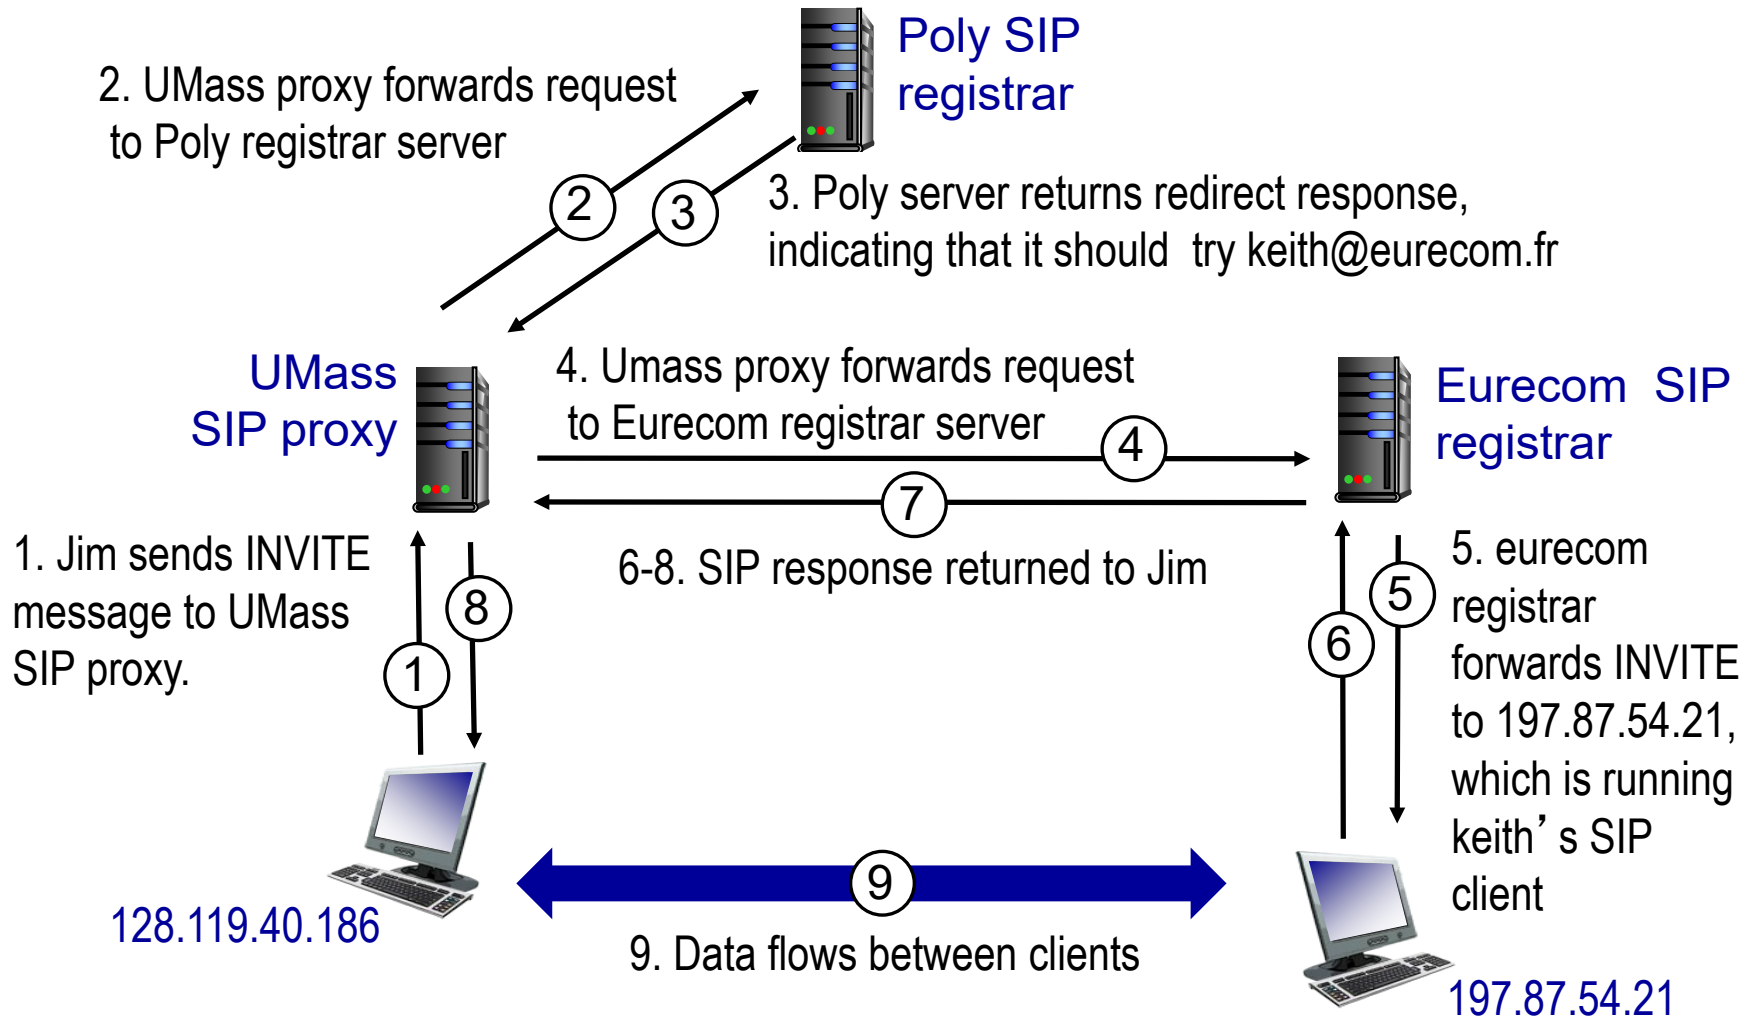 Poly SIP
registrar
2. UMass proxy forwards request
to Poly registrar server
2
3
3. Poly server returns redirect response,
indicating that it should  try keith@eurecom.fr
UMass
SIP proxy
4. Umass proxy forwards request
to Eurecom registrar server
4
Eurecom  SIP
registrar
7
1. Jim sends INVITE
message to UMass
SIP proxy.
8
1
6-8. SIP response returned to Jim
5
6
5. eurecom
registrar
forwards INVITE
to 197.87.54.21,
which is running
keith’ s SIP
client
9
128.119.40.186
9. Data flows between clients
197.87.54.21